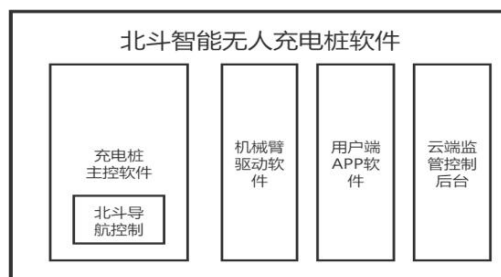 北斗智能无人充电桩软件
充电桩
主控软件
北斗导
航控制
机械臂
驱动软
件
用户端
APP软
件
云端监
管控制
后台